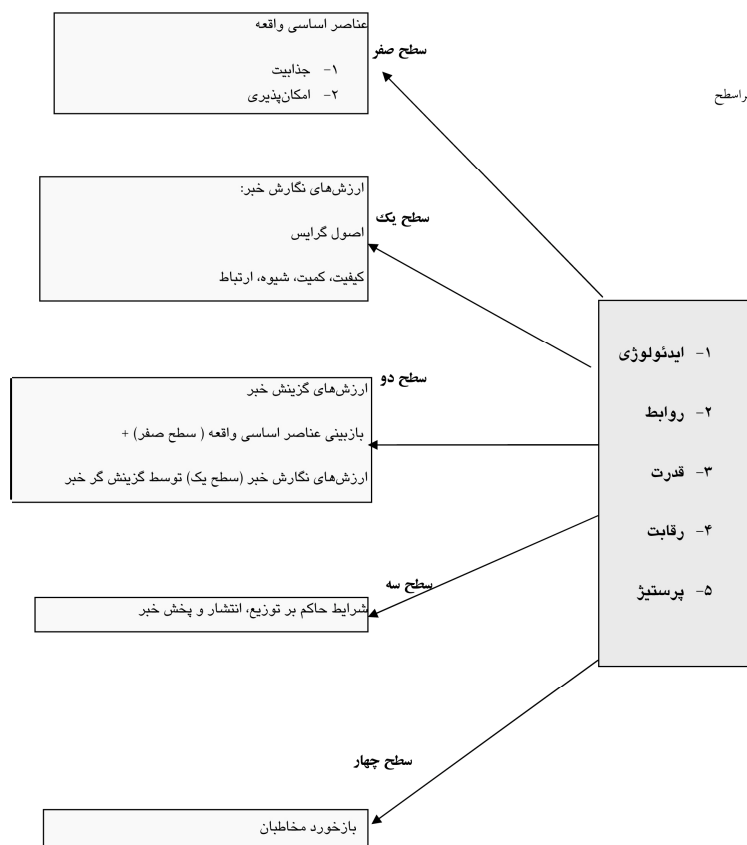 عناصر اساسی واقعه
سطح صفر
۱- جذابیت
۲- امکان‌پذیری
ارزش‌های نگارش خبر:
سطح یک
اصول گرایس
کیفیت، کمیت، شیوه، ارتباط
سطح دو
ارزش‌های گزینش خبر
بازبینی عناصر اساسی واقعه ( سطح صفر) +
ارزش‌های نگارش خبر (سطح یک) توسط گزینش گر خبر
سطح سه
شرایط حاکم بر توزیع، انتشار و پخش خبر
سطح چهار
بازخورد مخاطبان
۱- ایدئولوژی
۲- روابط
۳- قدرت
۴- رقابت
۵- پرستیژ